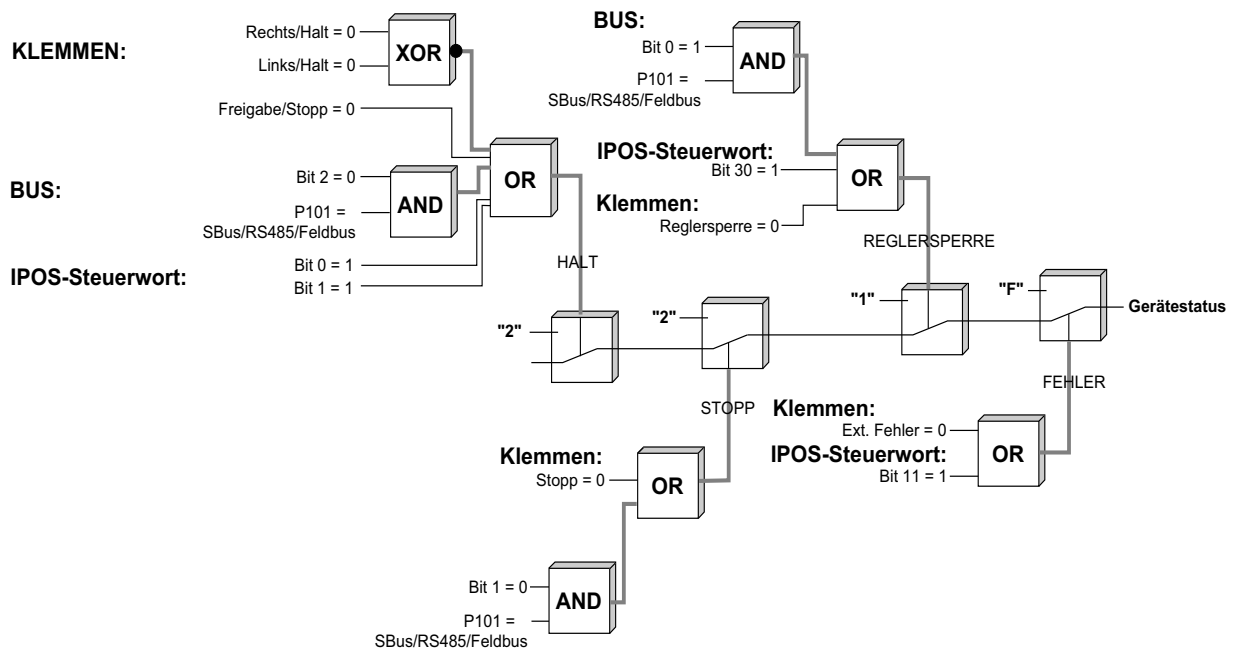 KLEMMEN:
Rechts/Halt = 0
Links/Halt = 0
XOR
Freigabe/Stopp = 0
BUS:
Bit 2 = 0
P101 =
SBus/RS485/Feldbus
AND
OR
IPOS-Steuerwort:
Bit 0 = 1
Bit 1 = 1
HALT
BUS:
Bit 0 = 1
P101 =
SBus/RS485/Feldbus
AND
IPOS-Steuerwort:
Bit 30 = 1
Klemmen:
Reglersperre = 0
OR
REGLERSPERRE
"2"
"2"
"1"
"F"
Gerätestatus
STOPP
FEHLER
Klemmen:
Stopp = 0
OR
Klemmen:
Ext. Fehler = 0
IPOS-Steuerwort:
Bit 11 = 1
OR
Bit 1 = 0
P101 =
SBus/RS485/Feldbus
AND